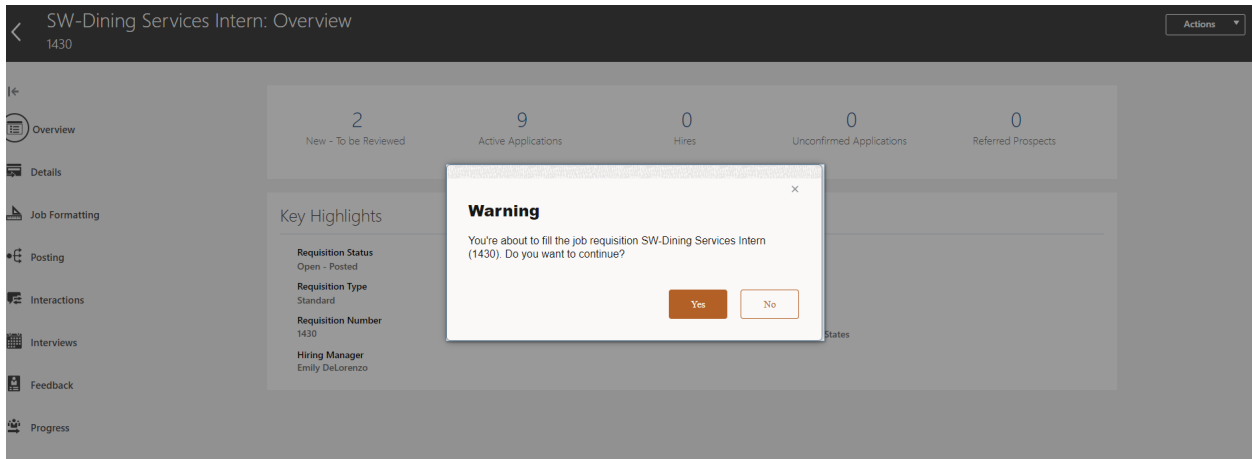 SW-Dining Services Intern: Overview
1430
Actions
Overview
Details
Job Formatting
Posting
Interactions
Interviews
Feedback
Progress
2
New - To be Reviewed
9
Active Applications
0
Hires
0
Unconfirmed Applications
0
Referred Prospects
Key Highlights
Requisition Status
Open - Posted
Requisition Type
Standard
Requisition Number
1430
Hiring Manager
Emily DeLorenzo
States
Warning
You're about to fill the job requisition SW-Dining Services Intern
(1430). Do you want to continue?
Yes
No